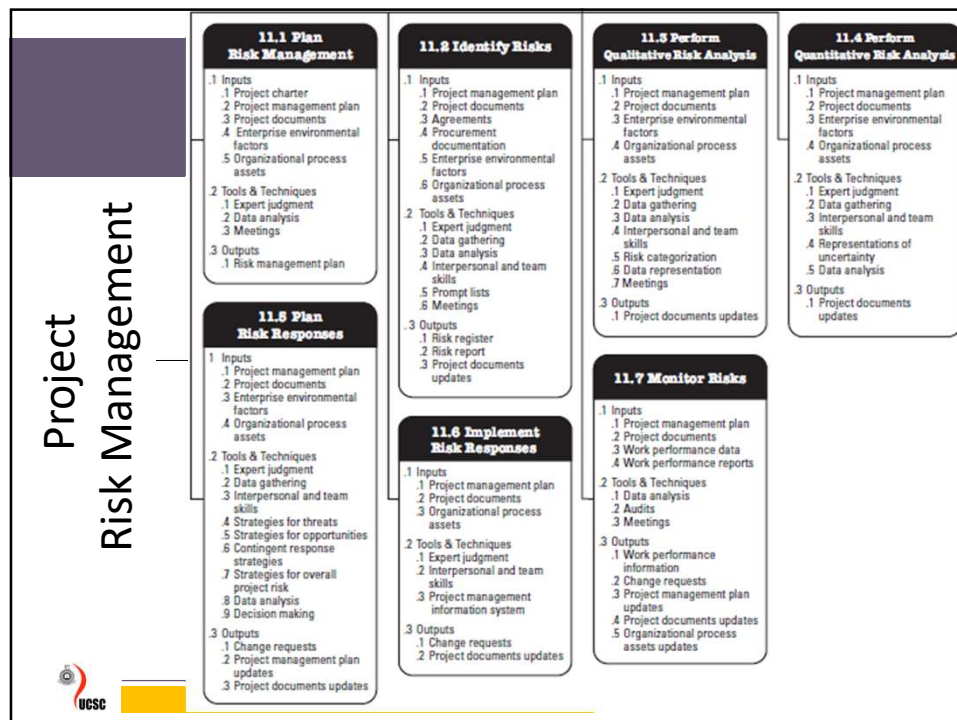 Project
Risk Management
11.1 Plan
Risk Management
.1 Inputs
.1 Project charter
.2 Project management plan
.3 Project documents
.4 Enterprise environmental
factors
.5 Organizational process
assets
.2 Tools & Techniques
.1 Expert judgment
.2 Data analysis
.3 Meetings
.3 Outputs
.1 Risk management plan
11.2 Identify Risks
.1 Inputs
.1 Project management plan
.2 Project documents
.3 Agreements
.4 Procurement
documentation
.5 Enterprise environmental
factors
.6 Organizational process
assets
.2 Tools & Techniques
.1 Expert judgment
.2 Data gathering
.3 Data analysis
.4 Interpersonal and team
skills
.5 Prompt lists
.6 Meetings
.3 Outputs
.1 Risk register
.2 Risk report
.3 Project documents
updates
11.3 Perform
Qualitative Risk Analysis
.1 Inputs
.1 Project management plan
.2 Project documents
.3 Enterprise environmental
factors
.4 Organizational process
assets
.2 Tools & Techniques
.1 Expert judgment
.2 Data gathering
.3 Data analysis
.4 Interpersonal and team
skills
.5 Risk categorization
.6 Data representation
.7 Meetings
.3 Outputs
.1 Project documents updates
11.4 Perform
Quantitative Risk Analysis
.1 Inputs
.1 Project management plan
.2 Project documents
.3 Enterprise environmental
factors
.4 Organizational process
assets
.2 Tools & Techniques
.1 Expert judgment
.2 Data gathering
.3 Interpersonal and team
skills
.4 Representations of
uncertainty
.5 Data analysis
.3 Outputs
.1 Project documents
updates
11.5 Plan
Risk Responses
1 Inputs
.1 Project management plan
.2 Project documents
.3 Enterprise environmental
factors
.4 Organizational process
assets
.2 Tools & Techniques
.1 Expert judgment
.2 Data gathering
.3 Interpersonal and team
skills
.4 Strategies for threats
.5 Strategies for opportunities
.6 Contingent response
strategies
.7 Strategies for overall
project risk
.8 Data analysis
.9 Decision making
.3 Outputs
.1 Change requests
.2 Project management plan
updates
.3 Project documents updates
11.6 Implement
Risk Responses
.1 Inputs
.1 Project management plan
.2 Project documents
.3 Organizational process
assets
.2 Tools & Techniques
.1 Expert judgment
.2 Interpersonal and team
skills
.3 Project management
information system
.3 Outputs
.1 Change requests
.2 Project documents updates
11.7 Monitor Risks
.1 Inputs
.1 Project management plan
.2 Project documents
.3 Work performance data
.4 Work performance reports
.2 Tools & Techniques
.1 Data analysis
.2 Audits
.3 Meetings
.3 Outputs
.1 Work performance
information
.2 Change requests
.3 Project management plan
updates
.4 Project documents updates
.5 Organizational process
assets updates
UCSC